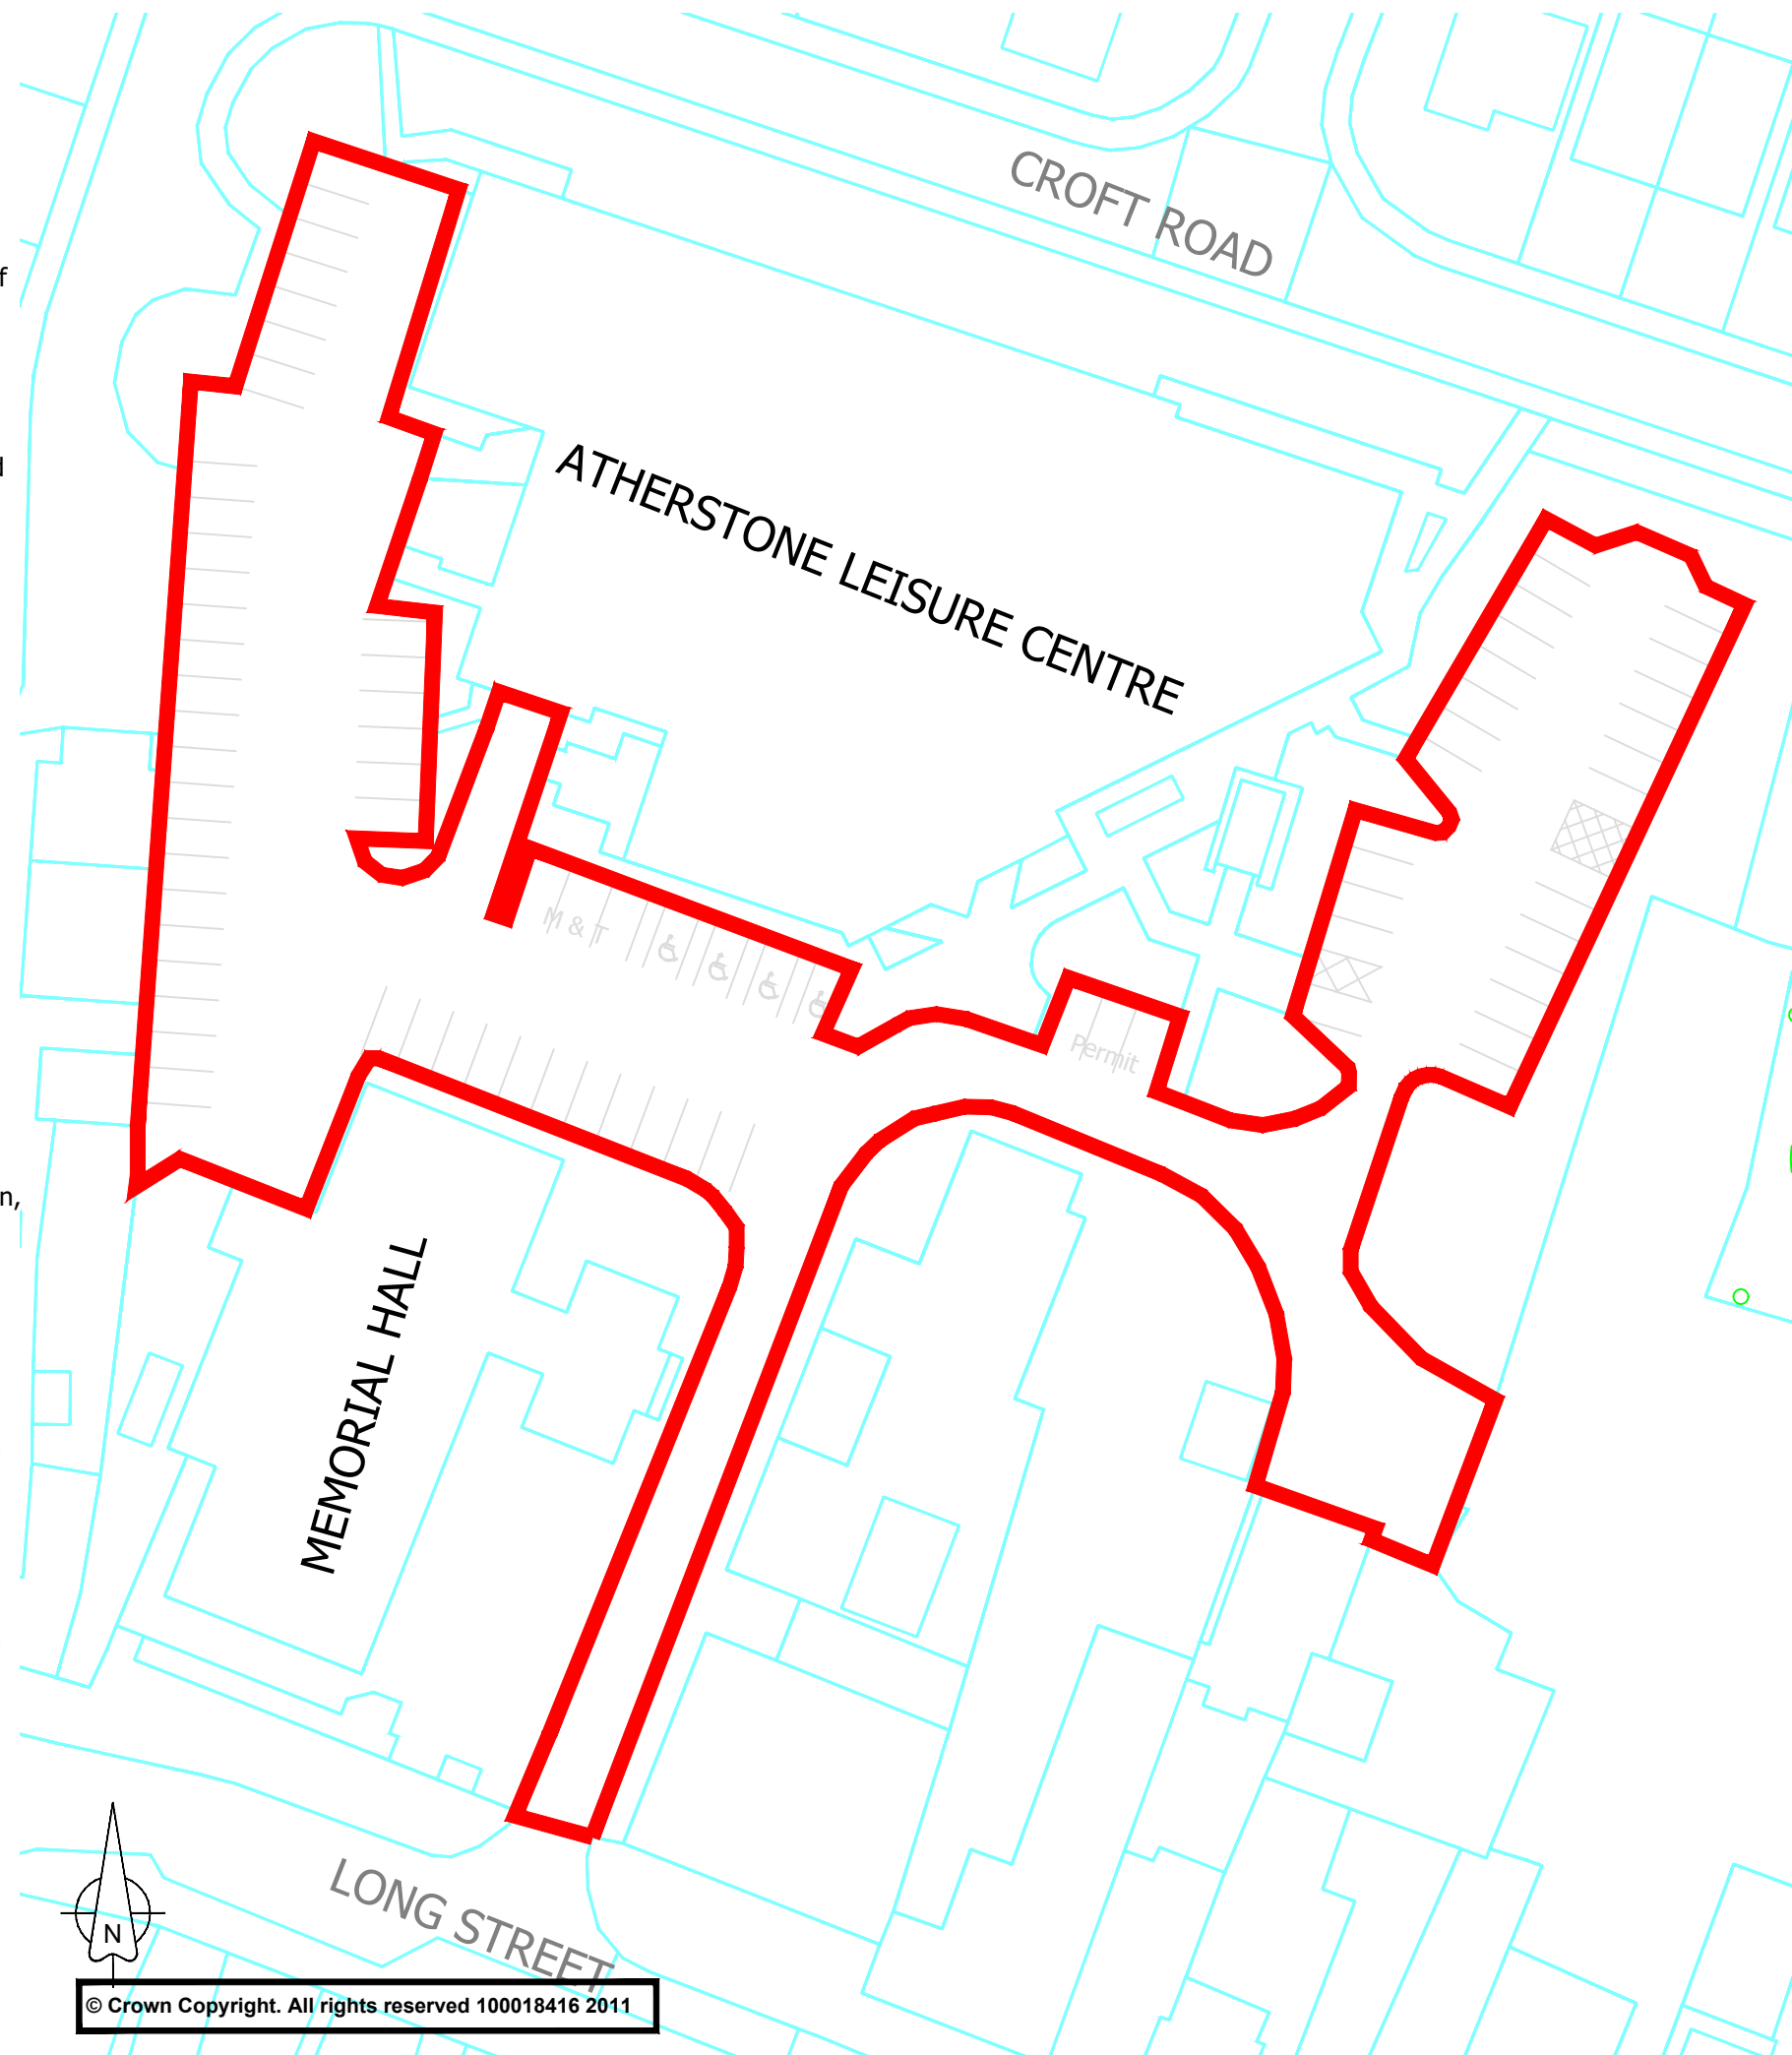 CROFT ROAD
f
ATHERSTONE LEISURE CENTRE
d
M & T
Permit
n,
MEMORIAL HALL
LONG STREET
N
© Crown Copyright. All rights reserved 100018416 2011